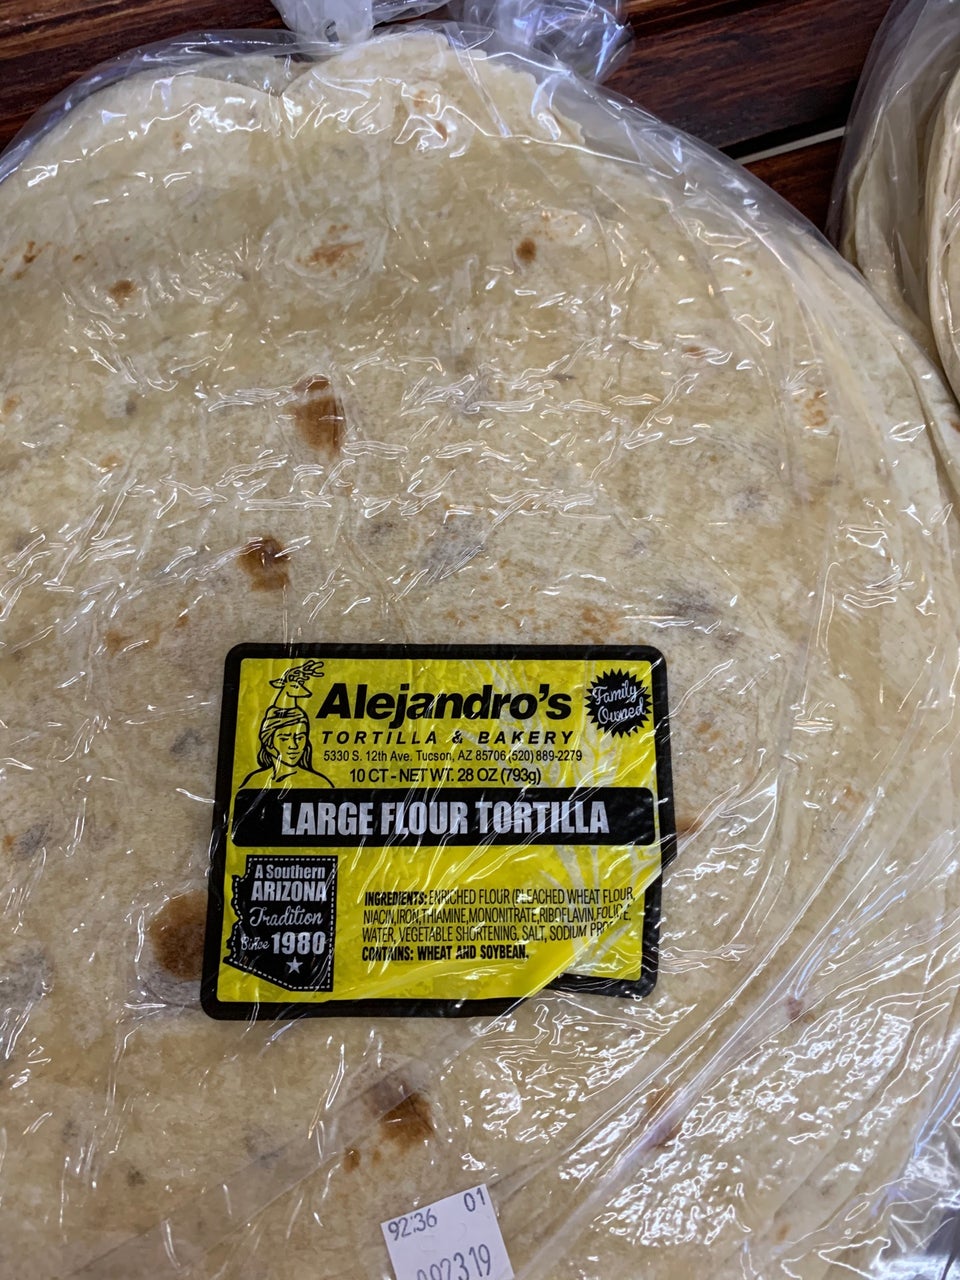 Alejandro's
Family
Owned
TORTILLA & BAKERY
5330 S. 12th Ave. Tucson, AZ 85706 (520) 889-2279
10 CT - NET WT. 28 OZ (793g)
LARGE FLOUR TORTILLA
A Southern
ARIZONA
Tradition
Since 1980
INGREDIENTS: ENRICHED FLOUR (BLEACHED WHEAT FLOUR,
NIACIN, IRON, THIAMINE, MONONITRATE, RIBOFLAVIN,
WATER, VEGETABLE SHORTENING, SALT, SODIUM
CONTAINS: WHEAT AND SOYBEAN.
92:36 01